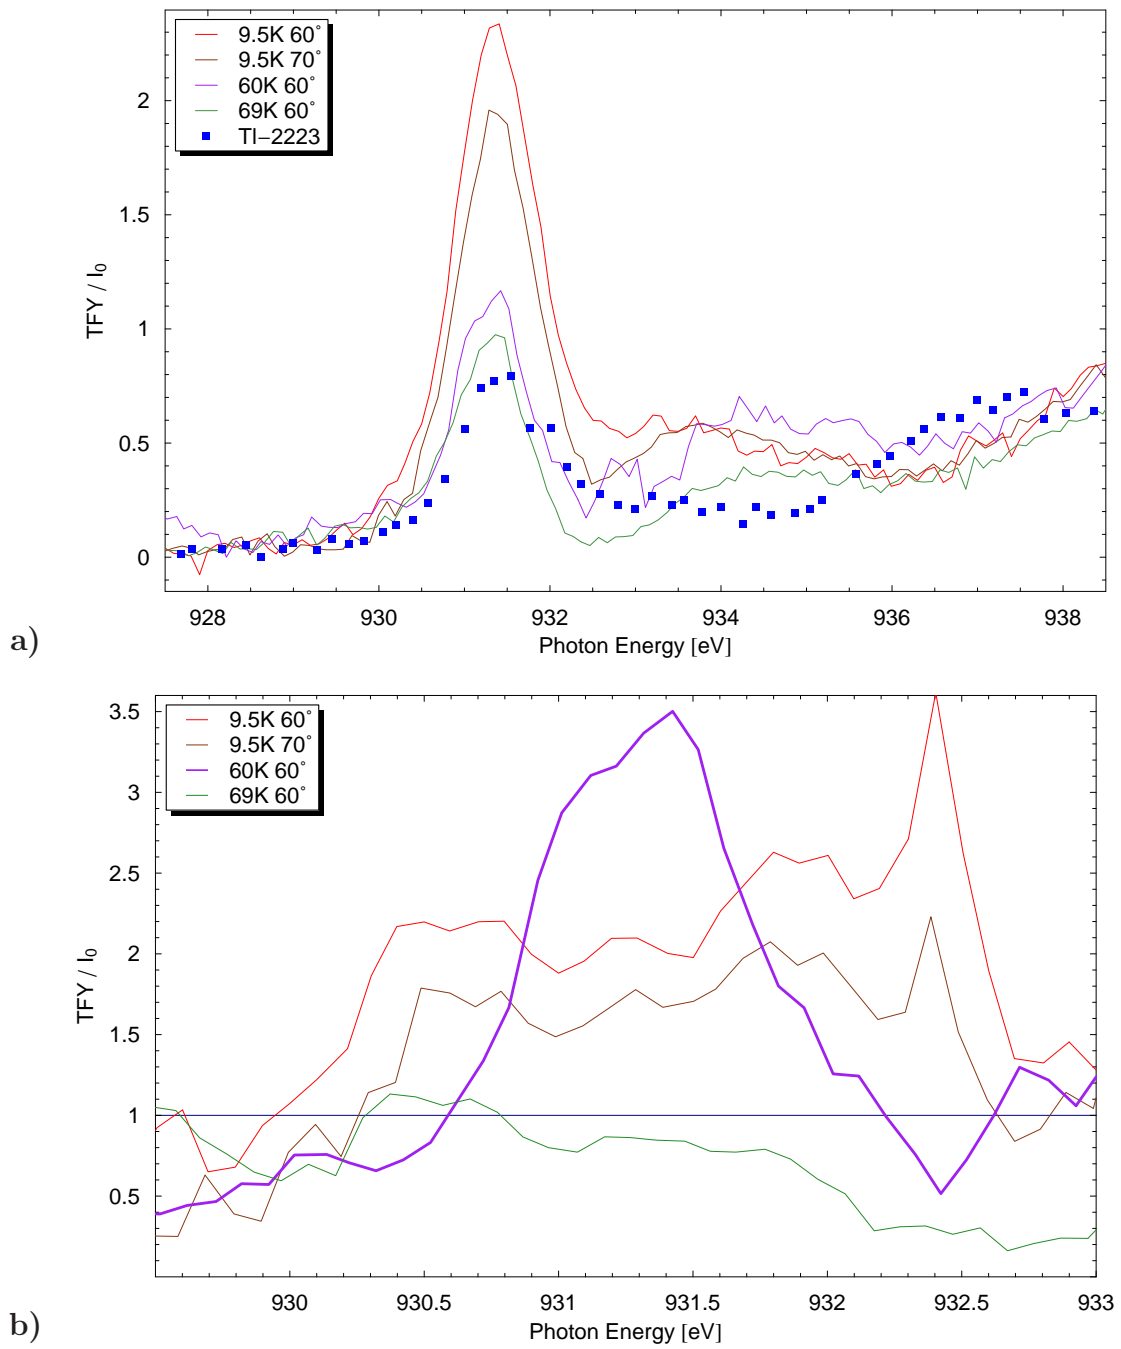 9.5K 60°
9.5K 70°
60K 60°
69K 60°
Tl−2223
2
1.5
1
0.5
0
TFY / I0
928 930 932 934 936 938
Photon Energy [eV]
a)
9.5K 60°
9.5K 70°
60K 60°
69K 60°
3.5
3
2.5
2
1.5
1
0.5
TFY / I0
930 930.5 931 931.5 932 932.5 933
Photon Energy [eV]
b)